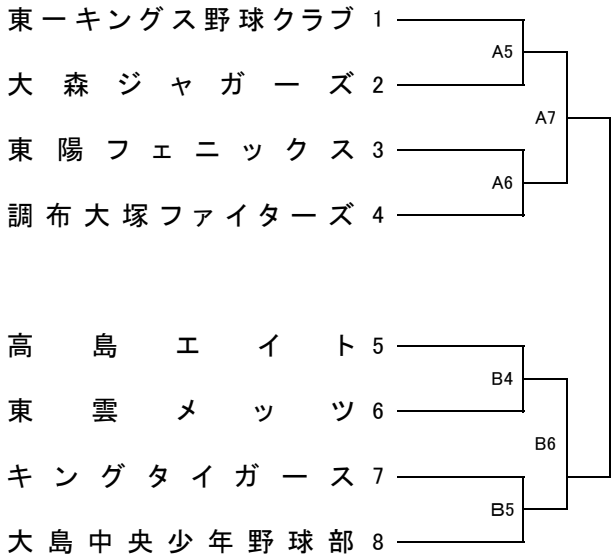 東一キングス野球クラブ 1
A5
大森ジャガーズ 2
A7
東陽フェニックス 3
A6
調布大塚ファイターズ 4
高島エイト 5
B4
東雲メッツ 6
B6
キングタイガース 7
B5
大島中央少年野球部 8